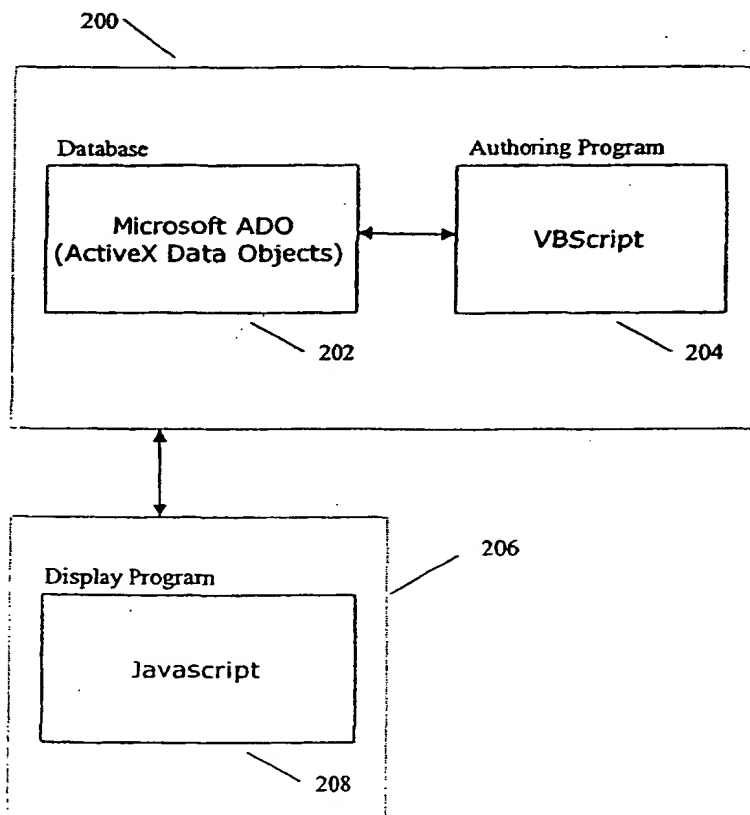 200
Database
Authoring Program
Microsoft ADO
(ActiveX Data Objects)
VBScript
202
204
206
Display Program
Javascript
208